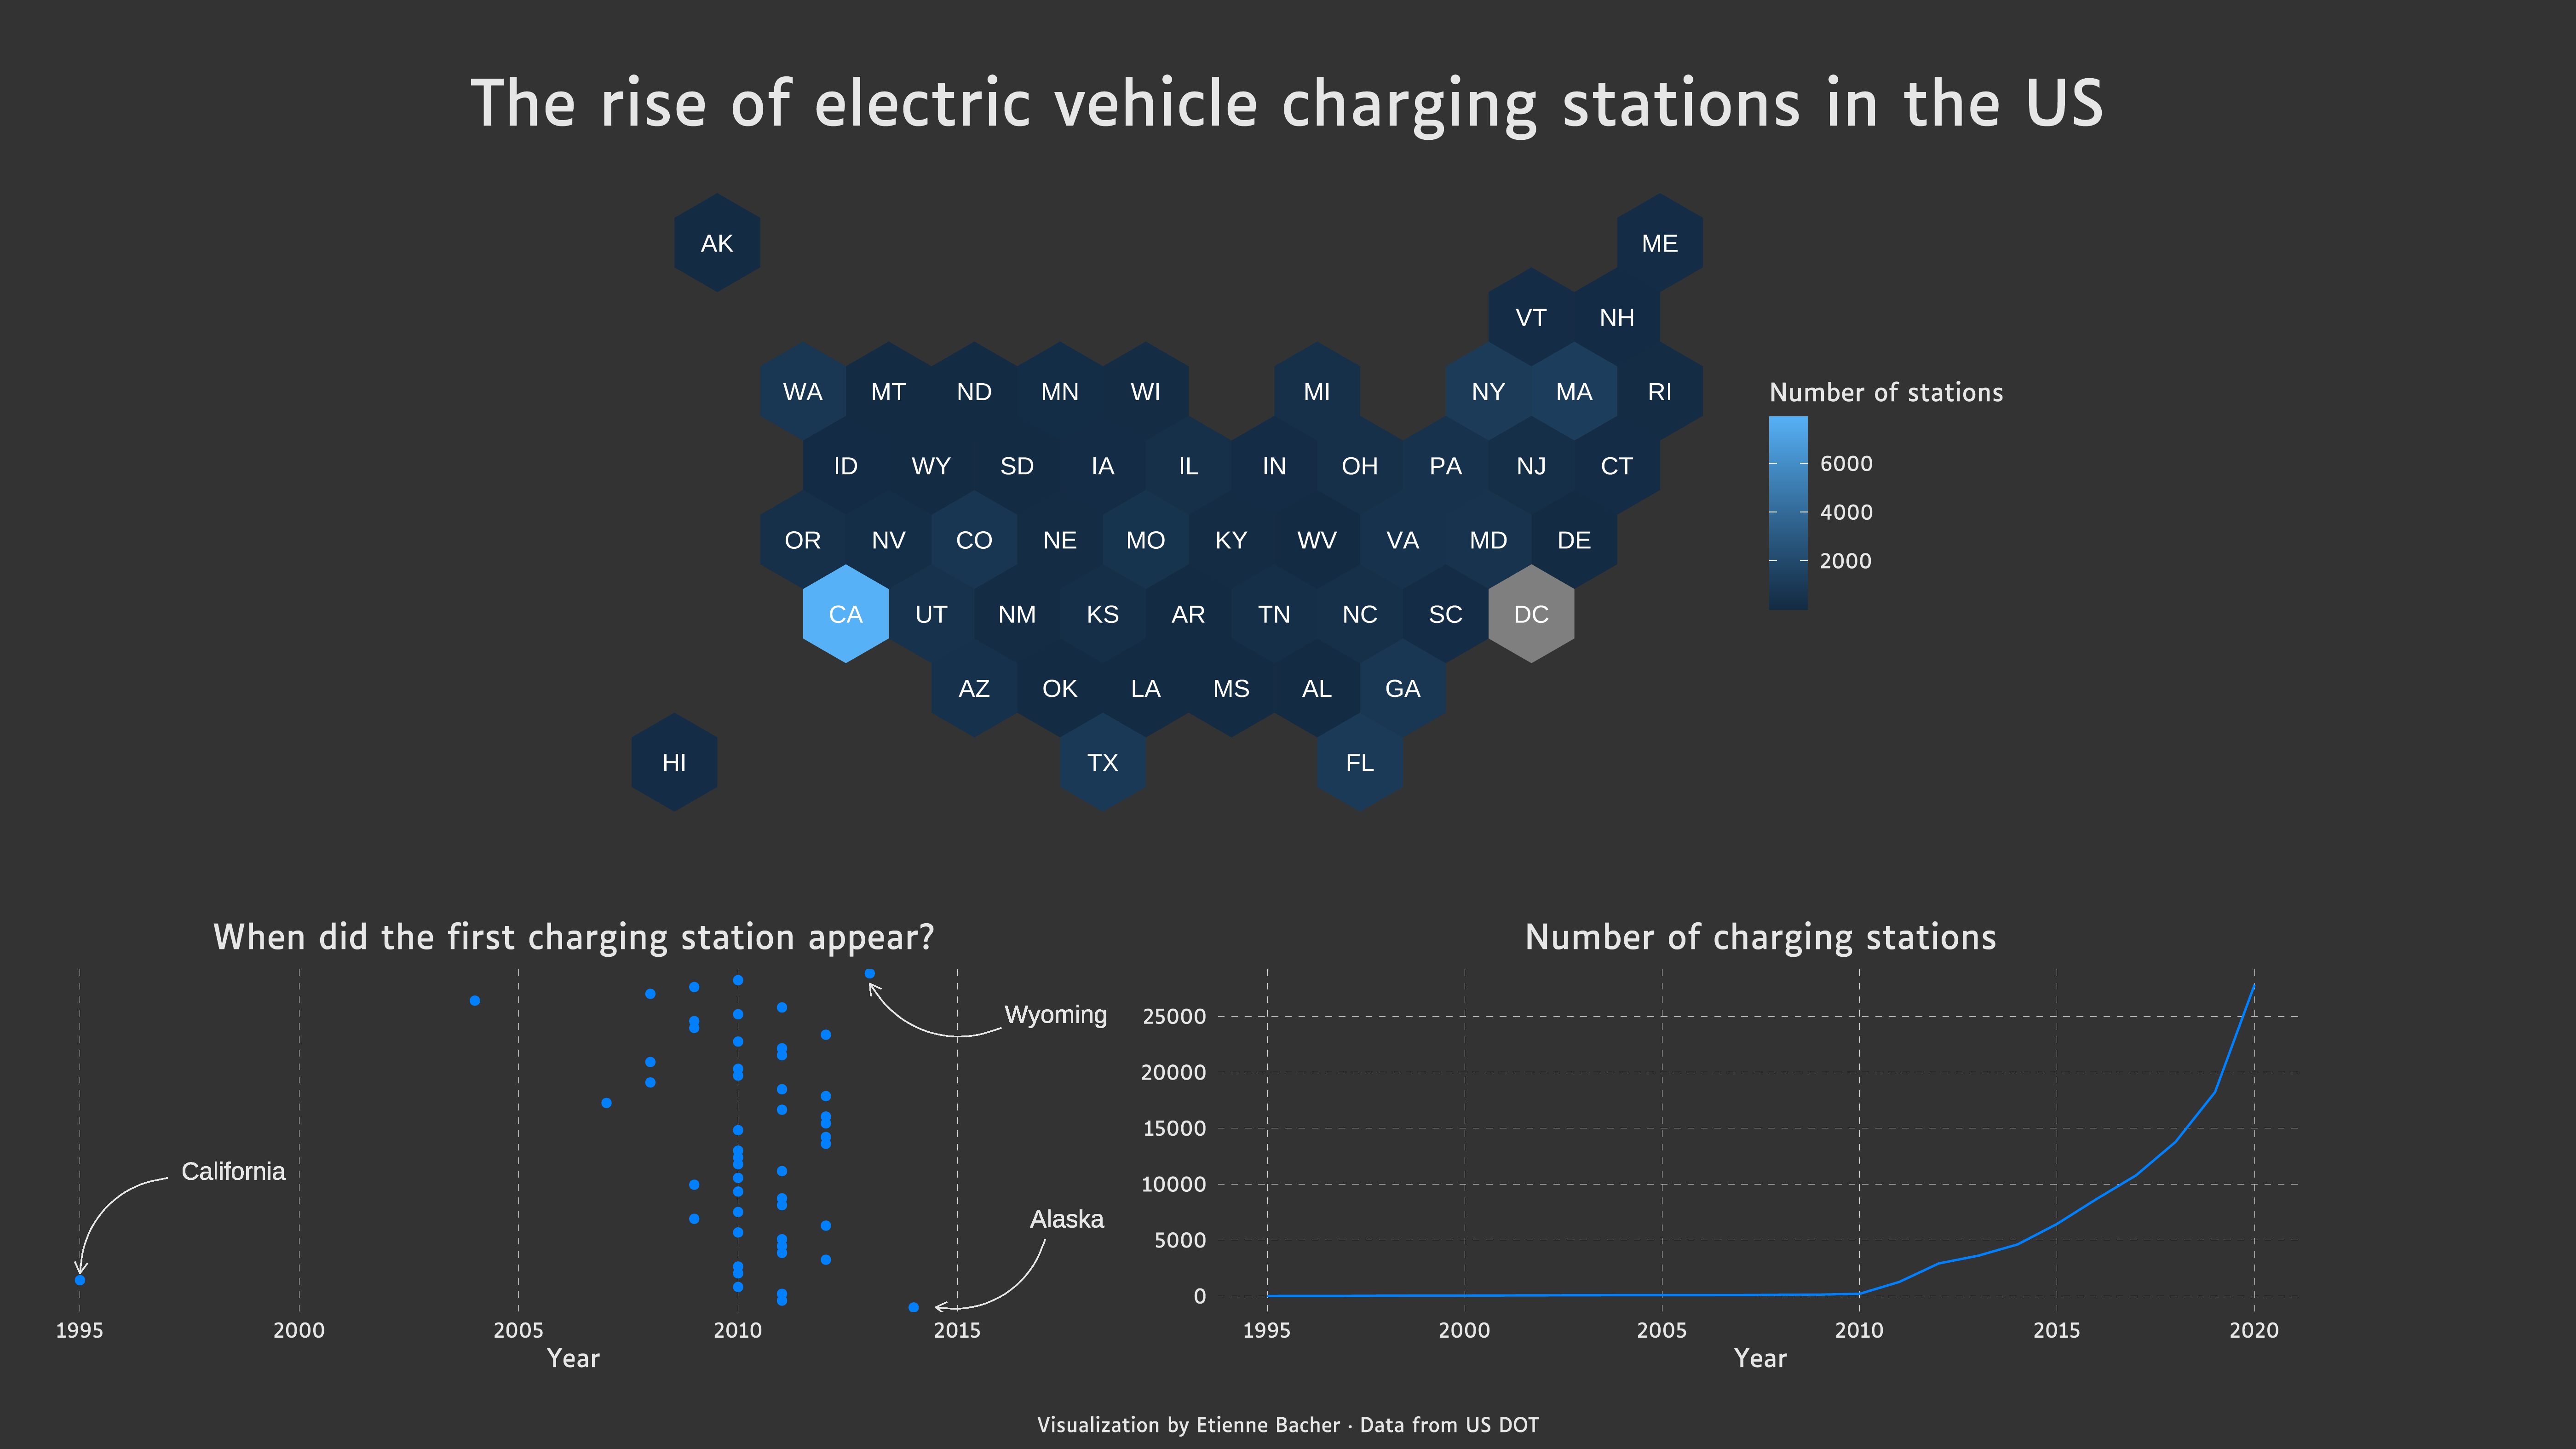 The rise of electric vehicle charging stations in the US
AK
ME
VT NH
WA MT ND MN WI MI NY MA RI
ID WY SD IA IL IN OH PA NJ CT
OR NV CO NE MO KY WV VA MD DE
CA UT NM KS AR TN NC SC DC
AZ OK LA MS AL GA
HI TX FL
Number of stations
6000
4000
2000
When did the first charging station appear?
Wyoming
California
Alaska
1995 2000 2005 2010 2015
Year
Number of charging stations
25000
20000
15000
10000
5000
0
1995 2000 2005 2010 2015 2020
Year
Visualization by Etienne Bacher · Data from US DOT